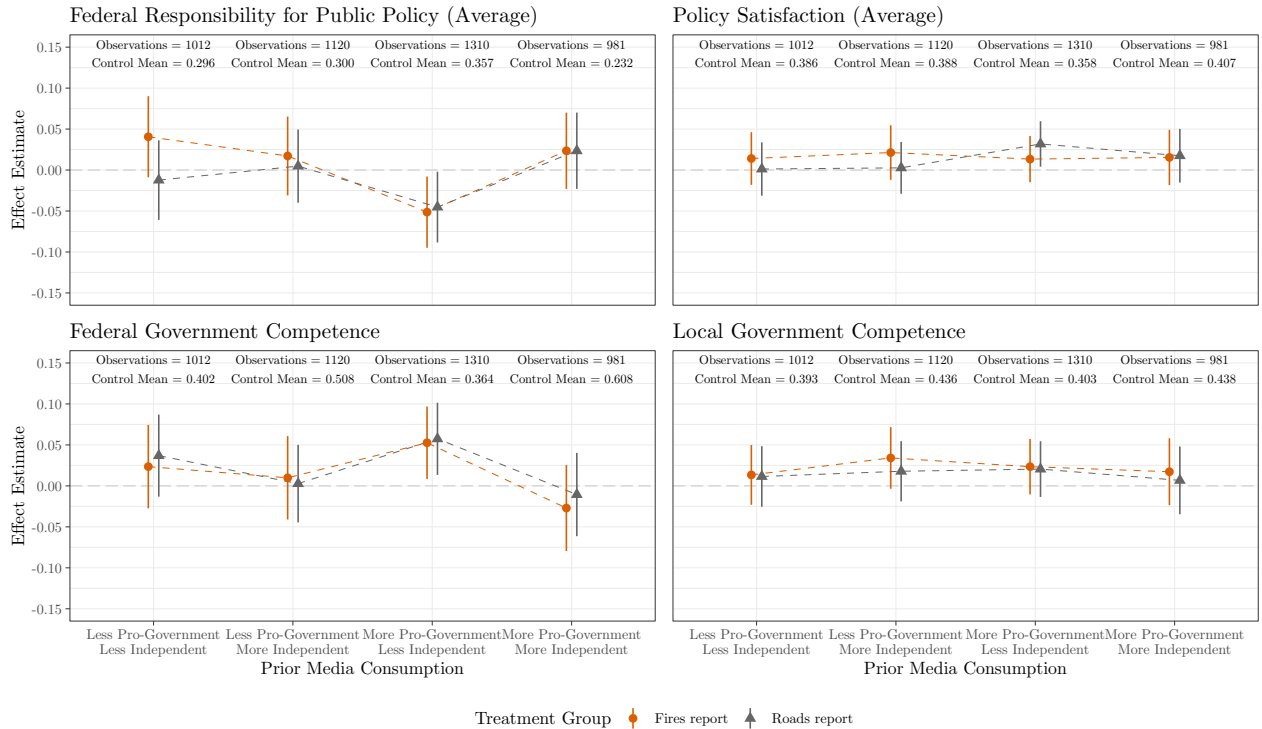 Federal Responsibility for Public Policy (Average)
Observations = 1012 Observations = 1120 Observations = 1310 Observations = 981
Control Mean = 0.296 Control Mean = 0.300 Control Mean = 0.357 Control Mean = 0.232
0.15
0.10
0.05
0.00
-0.05
-0.10
-0.15
Effect Estimate
Policy Satisfaction (Average)
Observations = 1012 Observations = 1120 Observations = 1310 Observations = 981
Control Mean = 0.386 Control Mean = 0.388 Control Mean = 0.358 Control Mean = 0.407
Federal Government Competence
Observations = 1012 Observations = 1120 Observations = 1310 Observations = 981
Control Mean = 0.402 Control Mean = 0.508 Control Mean = 0.364 Control Mean = 0.608
0.15
0.10
0.05
0.00
-0.05
-0.10
-0.15
Effect Estimate
Less Pro-Government Less Pro-Government More Pro-Government More Pro-Government
Less Independent More Independent Less Independent More Independent
Prior Media Consumption
Local Government Competence
Observations = 1012 Observations = 1120 Observations = 1310 Observations = 981
Control Mean = 0.393 Control Mean = 0.436 Control Mean = 0.403 Control Mean = 0.438
Less Pro-Government Less Pro-Government More Pro-Government More Pro-Government
Less Independent More Independent Less Independent More Independent
Prior Media Consumption
Treatment Group Fires report Roads report